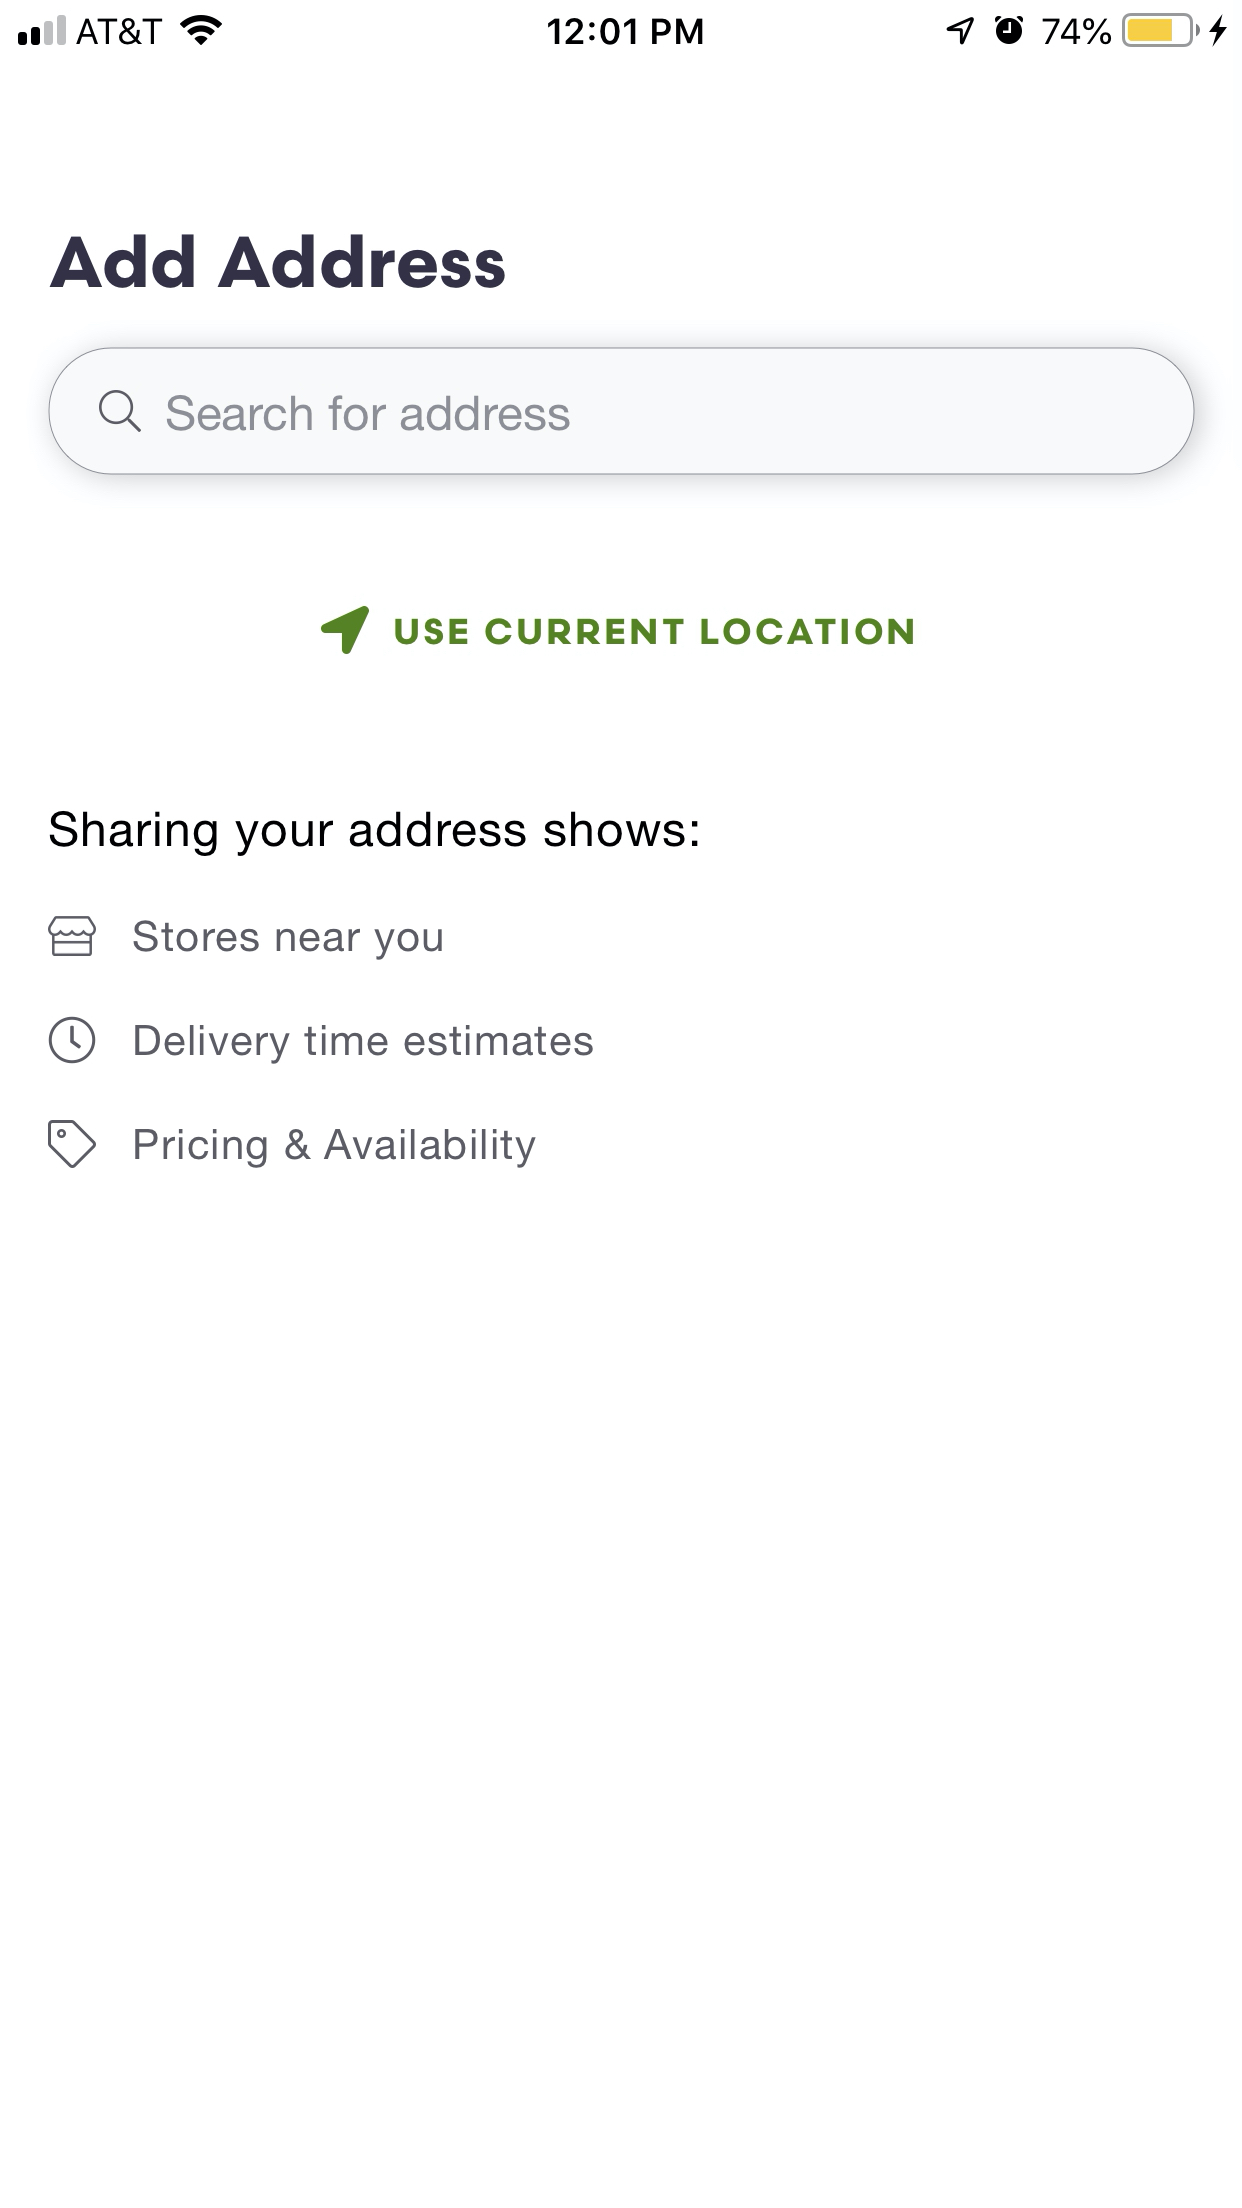 AT&T 12:01 PM 74%
Add Address
Search for address
USE CURRENT LOCATION
Sharing your address shows:
Stores near you
Delivery time estimates
Pricing & Availability